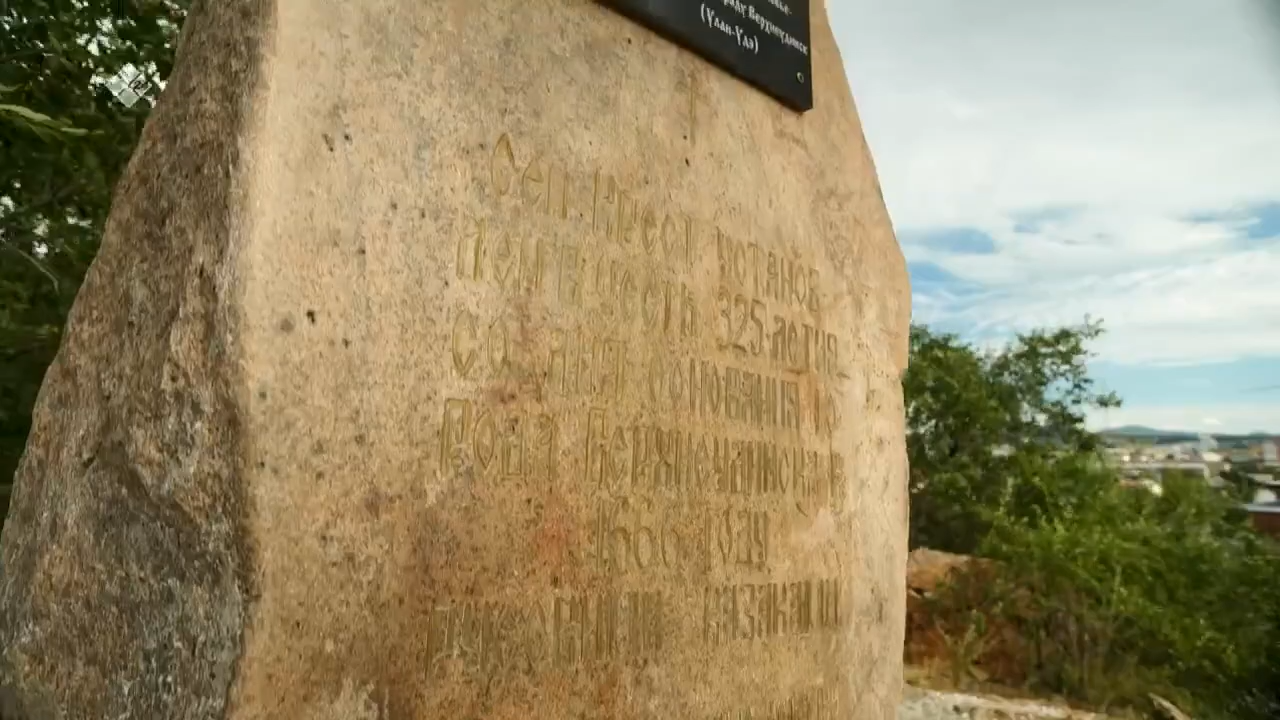 граду Верхнеудинск
(Улан-Удэ)
Сей крест установ
лен в честь 325-летия
со дня основания го
рода Верхнеудинска в
1666 году
русскими казаками